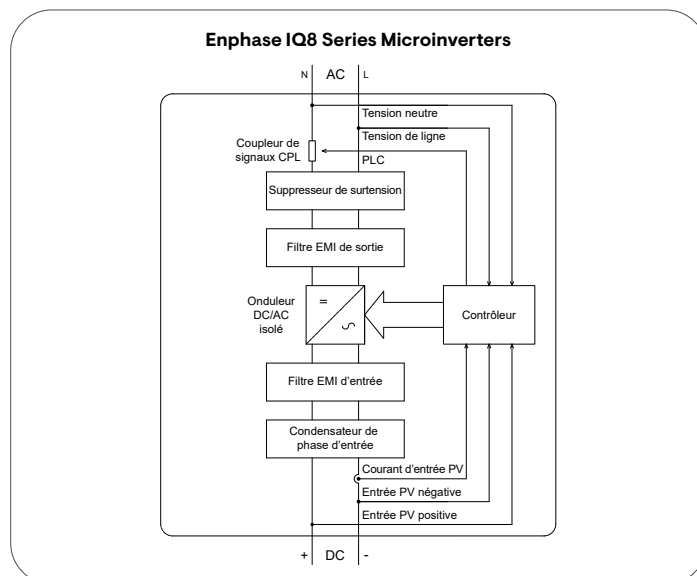 Enphase IQ8 Series Microinverters
N AC L
Tension neutre
Tension de ligne
Coupleur de
signaux CPL
PLC
Suppresseur de surtension
Filtre EMI de sortie
Onduleur
DC/AC
isolé
=
∿
Contrôleur
Filtre EMI d’entrée
Condensateur de
phase d’entrée
Courant d’entrée PV
Entrée PV négative
Entrée PV positive
+ DC -